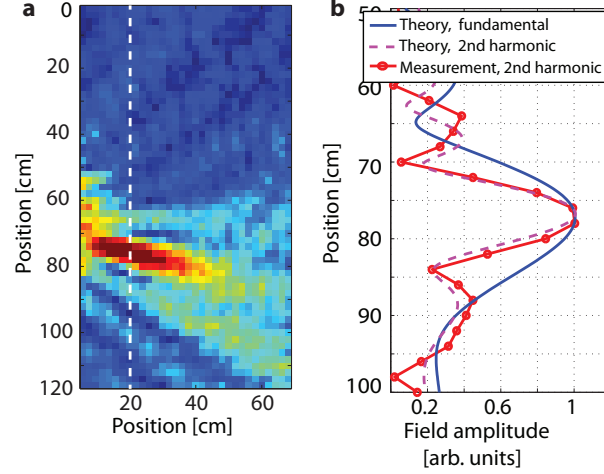 a
0
20
40
60
80
100
120
Position [cm]
20
40
60
Position [cm]
b
50
Theory, fundamental
Theory, 2nd harmonic
Measurement, 2nd harmonic
60
70
80
90
100
Position [cm]
0.2
0.6
1
Field amplitude
[arb. units]